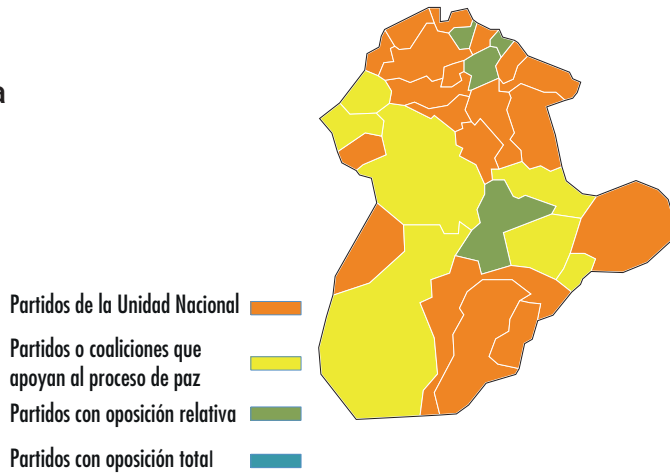 a
Partidos de la Unidad Nacional
Partidos o coaliciones que
apoyan al proceso de paz
Partidos con oposición relativa
Partidos con oposición total